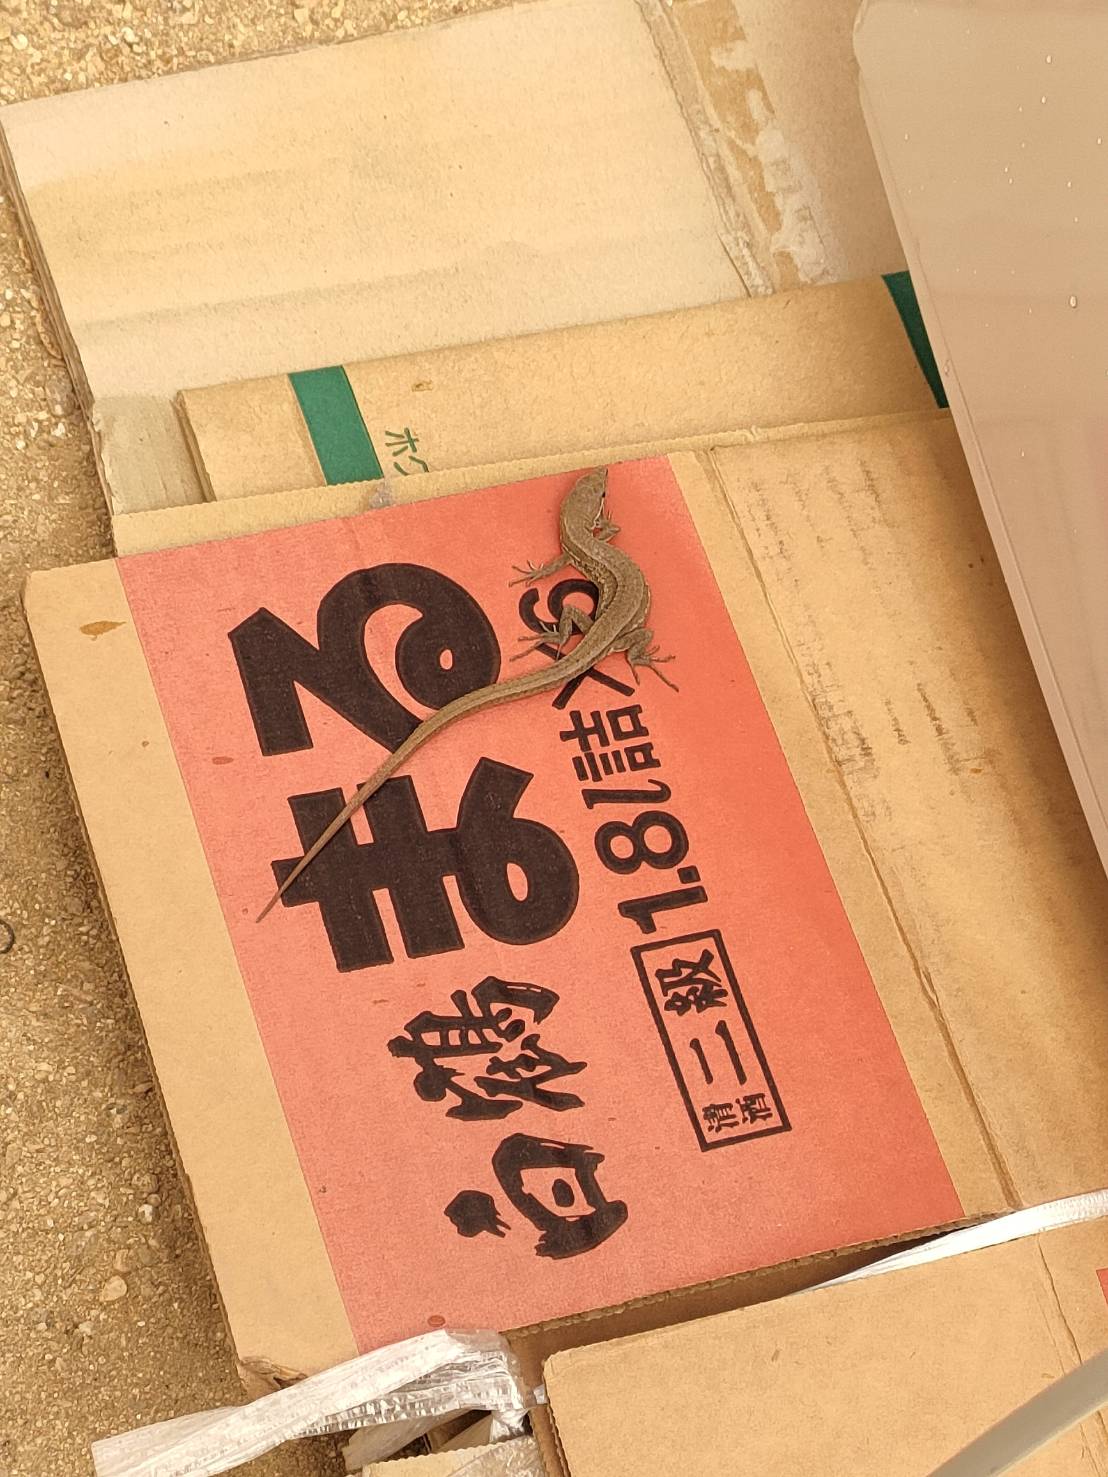 白鶴 まる
清酒 二級 1.8ℓ詰×6